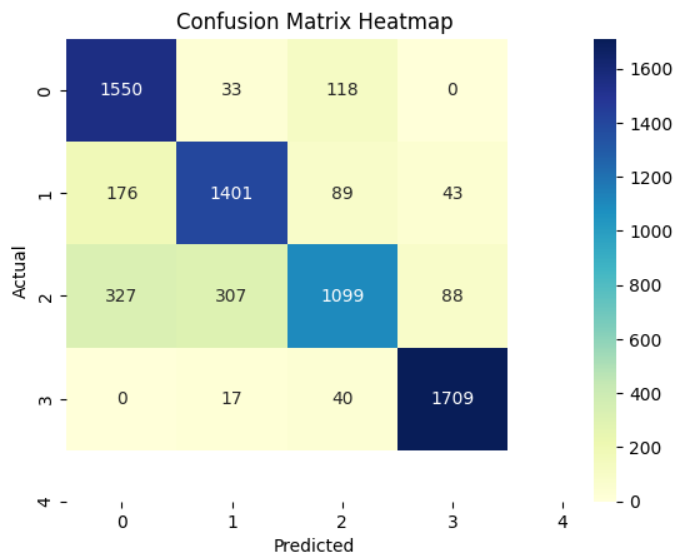 Confusion Matrix Heatmap
0 1550 33 118 0
1 176 1401 89 43
Actual
2 327 307 1099 88
3 0 17 40 1709
4
0 1 2 3 4
Predicted
1600
1400
1200
1000
800
600
400
200
0